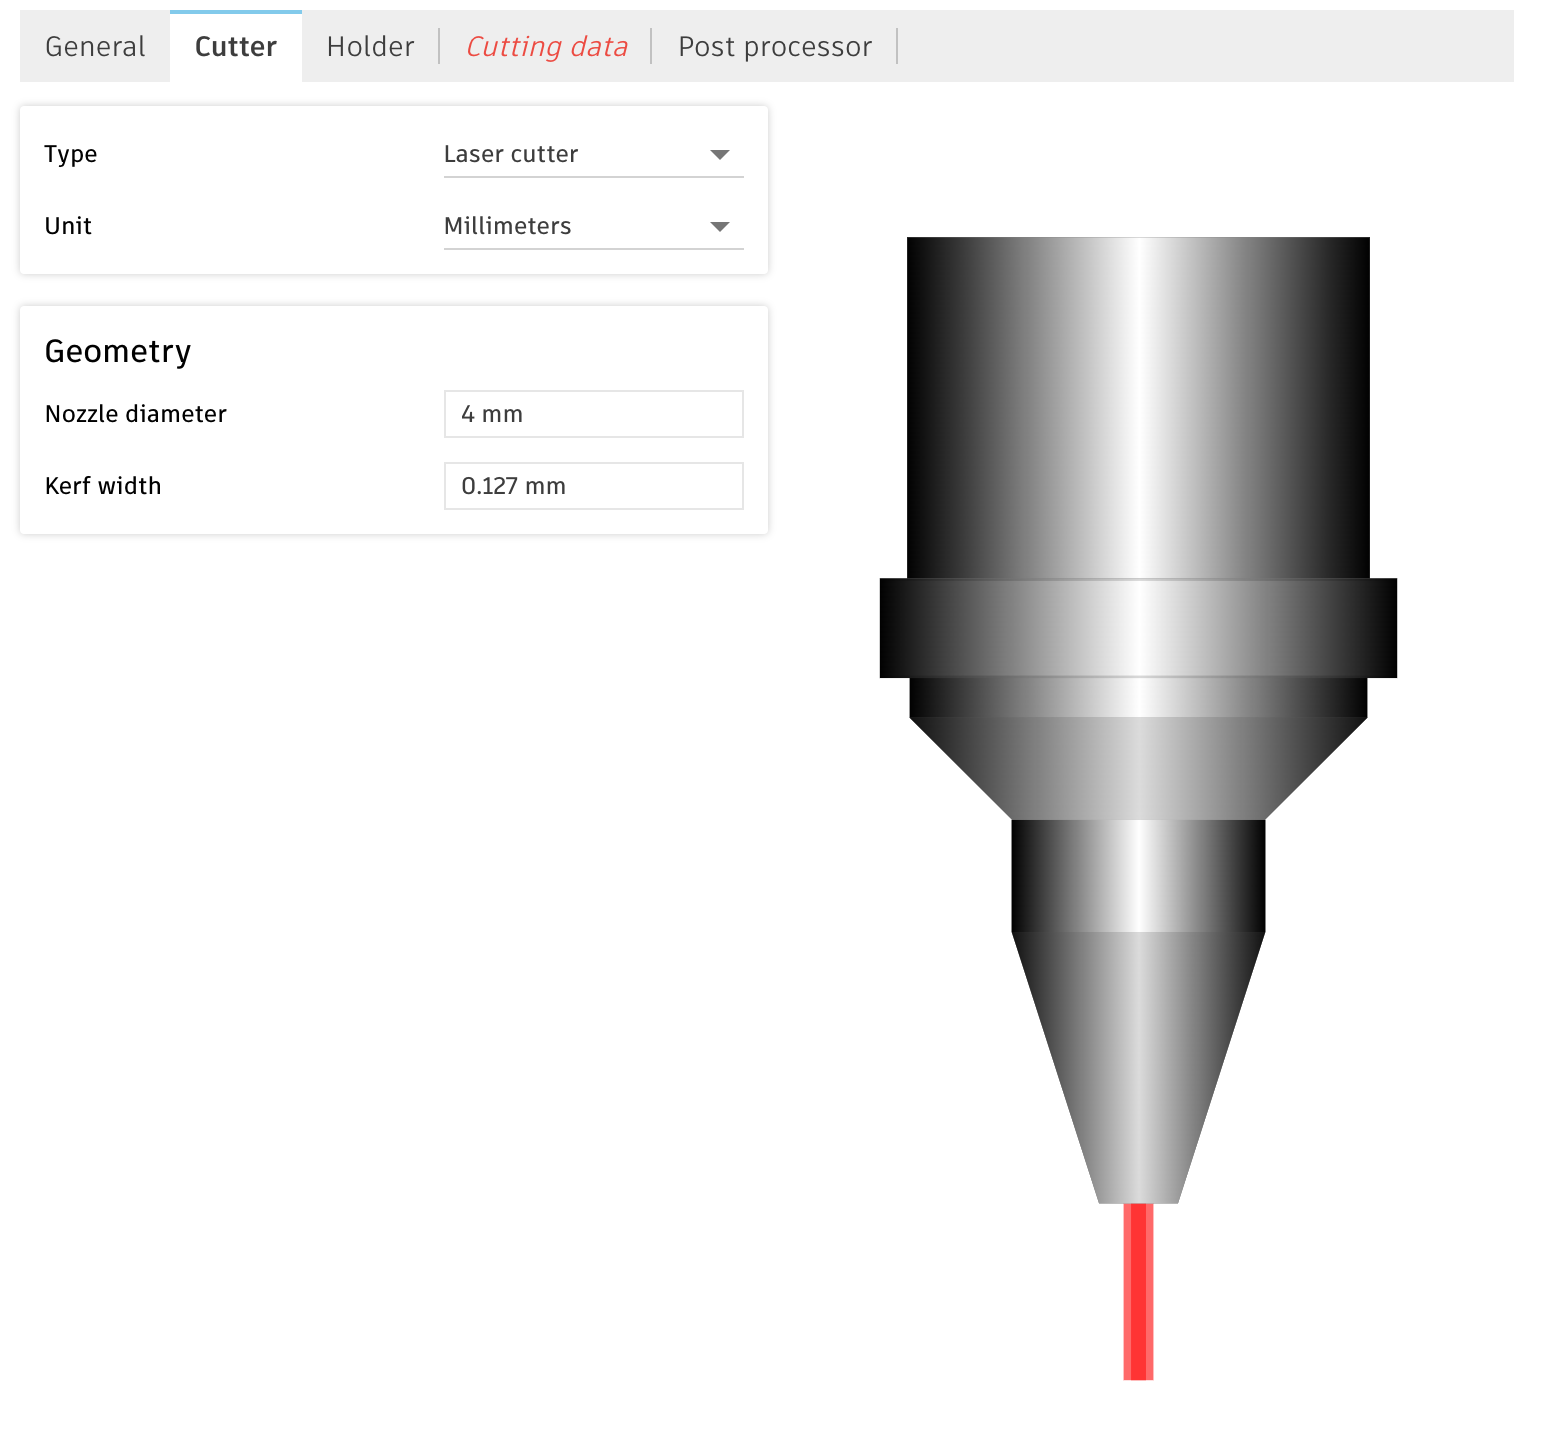 General Cutter Holder Cutting data Post processor
Type Laser cutter
Unit Millimeters
Geometry
Nozzle diameter 4 mm
Kerf width 0.127 mm